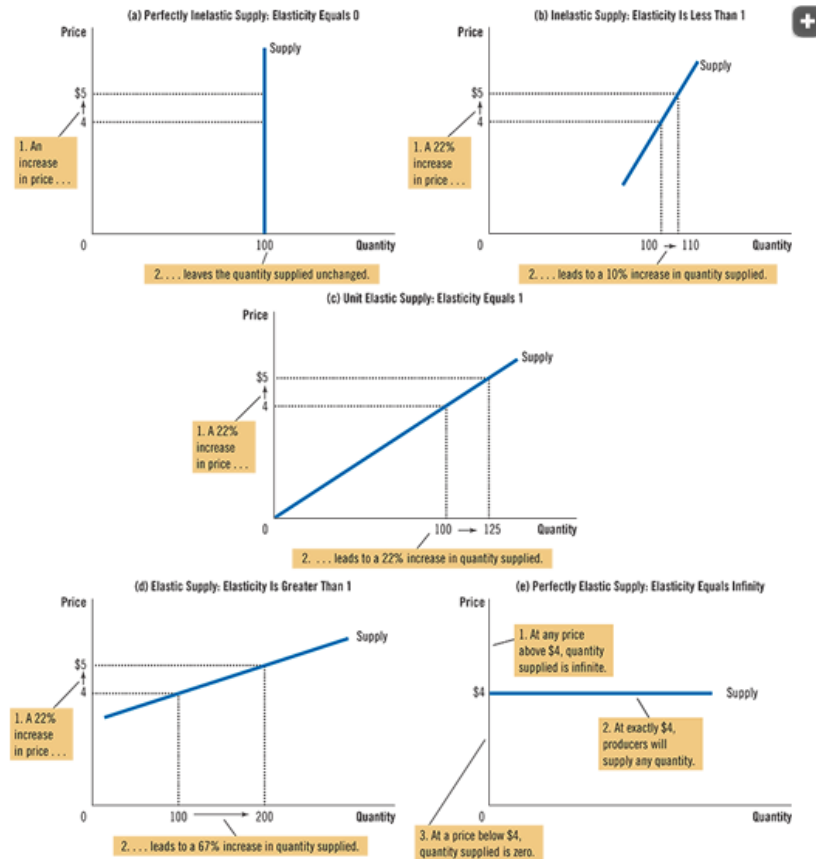 (a) Perfectly Inelastic Supply: Elasticity Equals 0
Price
Supply
$5
4
1. An
increase
in price . . .
0
100
Quantity
2. . . . leaves the quantity supplied unchanged.
(b) Inelastic Supply: Elasticity Is Less Than 1
Price
Supply
$5
4
1. A 22%
increase
in price . . .
0
100
110
Quantity
2. . . . leads to a 10% increase in quantity supplied.
(c) Unit Elastic Supply: Elasticity Equals 1
Price
Supply
$5
4
1. A 22%
increase
in price . . .
0
100
125
Quantity
2. . . . leads to a 22% increase in quantity supplied.
(d) Elastic Supply: Elasticity Is Greater Than 1
Price
Supply
$5
4
1. A 22%
increase
in price . . .
0
100
200
Quantity
2. . . . leads to a 67% increase in quantity supplied.
(e) Perfectly Elastic Supply: Elasticity Equals Infinity
Price
1. At any price
above $4, quantity
supplied is infinite.
$4
Supply
2. At exactly $4,
producers will
supply any quantity.
0
Quantity
3. At a price below $4,
quantity supplied is zero.